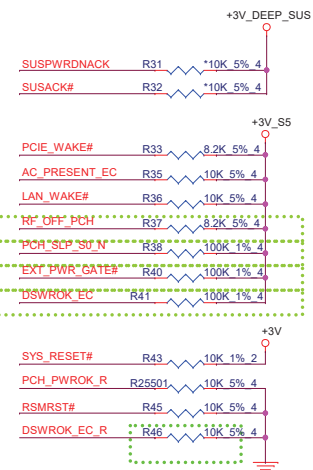 +3V_DEEP_SUS
SUSPWRDNACK R31 *10K_5%_4
SUSACK# R32 *10K_5%_4
+3V_S5
PCIE_WAKE# R33 8.2K_5%_4
AC_PRESENT_EC R35 10K_5%_4
LAN_WAKE# R36 10K_5%_4
RF_OFF_PCH R37 8.2K_5%_4
PCH_SLP_S0_N R38 100K_1%_4
EXT_PWR_GATE# R40 100K_1%_4
DSWROK_EC R41 100K_1%_4
+3V
SYS_RESET# R43 10K_1%_2
PCH_PWROK_R R25501 10K_5%_4
RSMRST# R45 10K_5%_4
DSWROK_EC_R R46 10K_5%_4